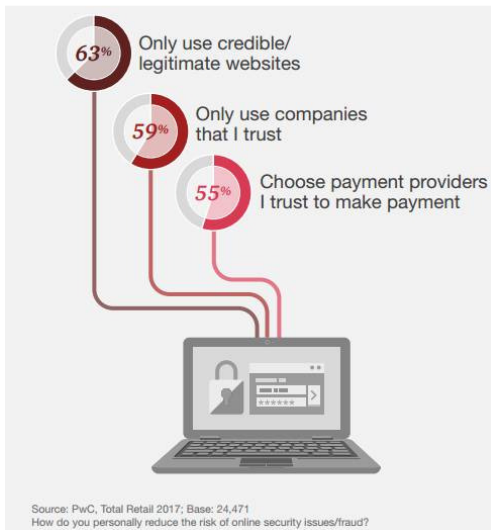 63%
Only use credible/
legitimate websites
59%
Only use companies
that I trust
55%
Choose payment providers
I trust to make payment
******
Source: PwC, Total Retail 2017; Base: 24,471
How do you personally reduce the risk of online security issues/fraud?